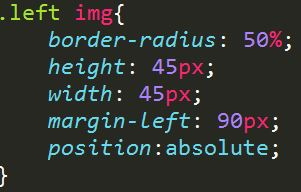 .left img{
    border-radius: 50%;
    height: 45px;
    width: 45px;
    margin-left: 90px;
    position:absolute;
}